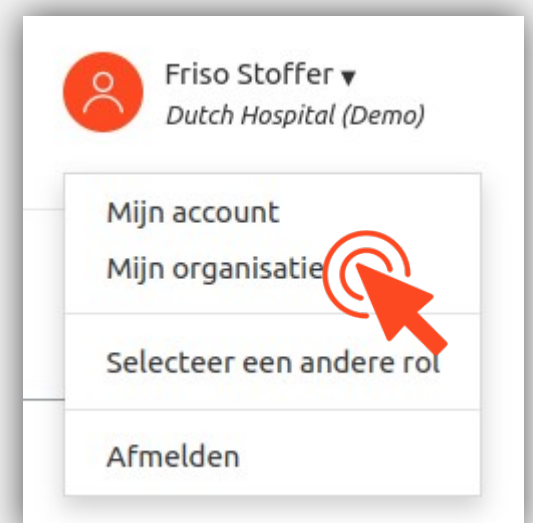 Friso Stoffer ▾
Dutch Hospital (Demo)
Mijn account
Mijn organisatie
Selecteer een andere rol
Afmelden